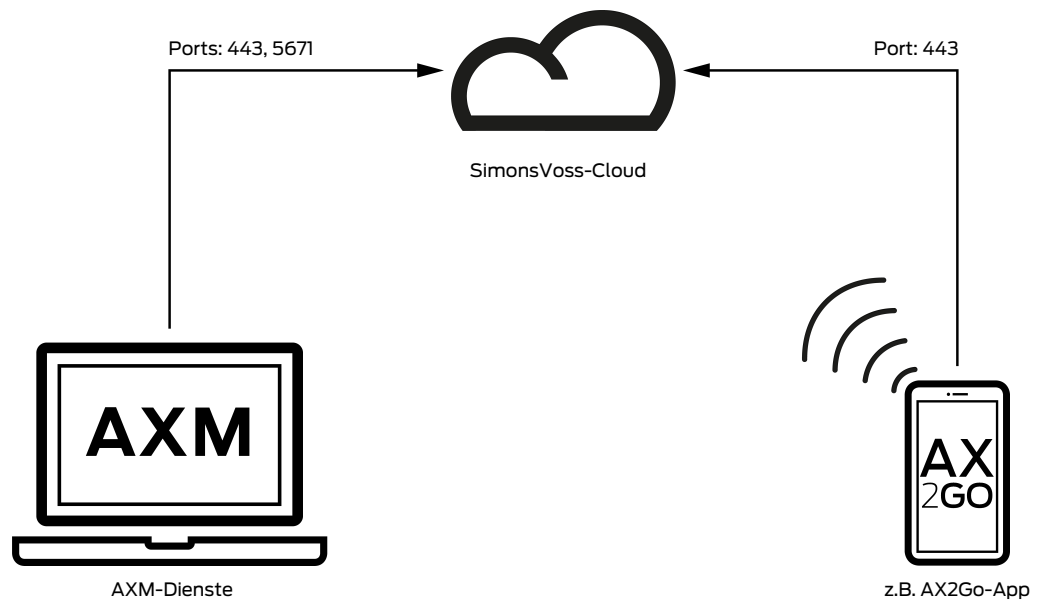 Ports: 443, 5671
Port: 443
SimonsVoss-Cloud
AXM
AX
2GO
AXM-Dienste
z.B. AX2Go-App